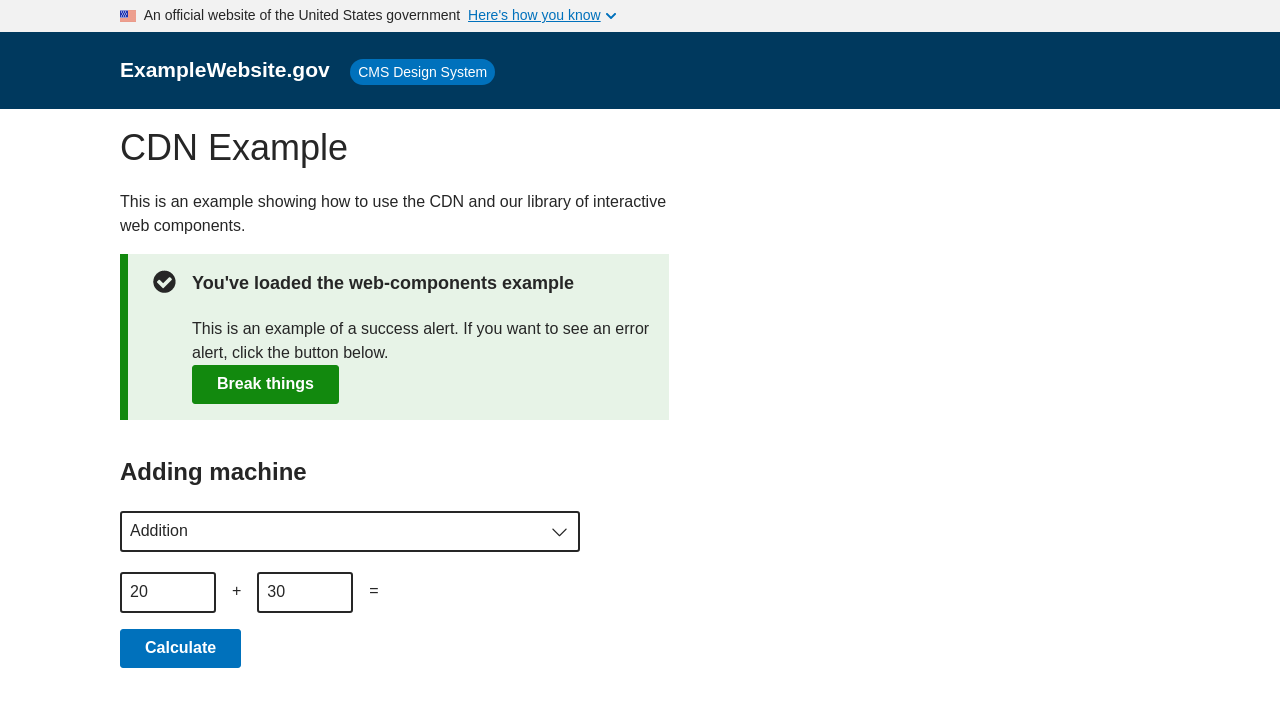 An official website of the United States government Here's how you know
ExampleWebsite.gov CMS Design System
CDN Example
This is an example showing how to use the CDN and our library of interactive
web components.
You've loaded the web-components example
This is an example of a success alert. If you want to see an error
alert, click the button below.
Break things
Adding machine
Addition
20 + 30 =
Calculate